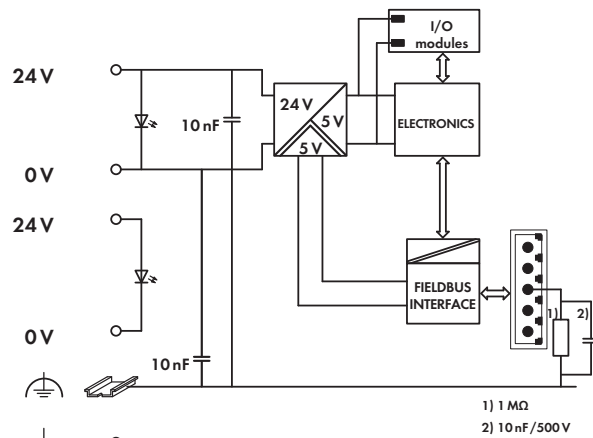 I/O
modules
24 V
24 V
5 V
10 nF
ELECTRONICS
5 V
0 V
24 V
FIELDBUS
INTERFACE
1)
2)
0 V
10 nF
1) 1 MΩ
2) 10 nF/500 V